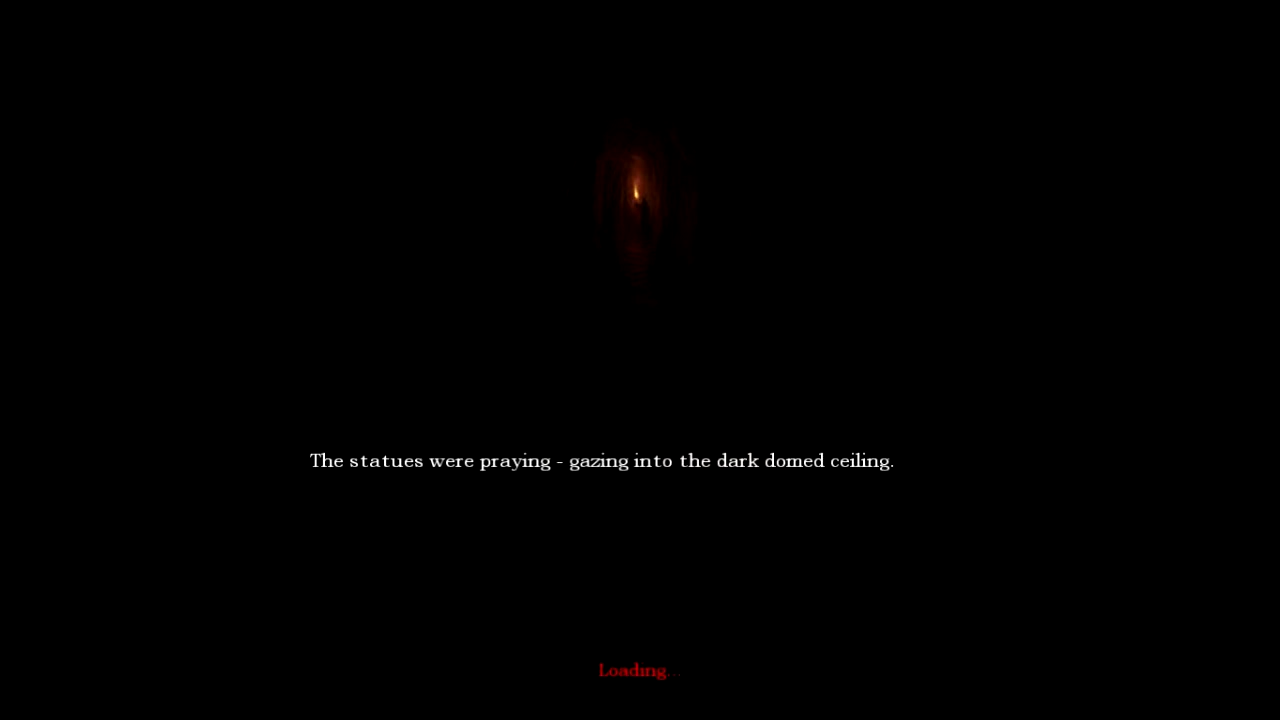 The statues were praying - gazing into the dark domed ceiling.
Loading...